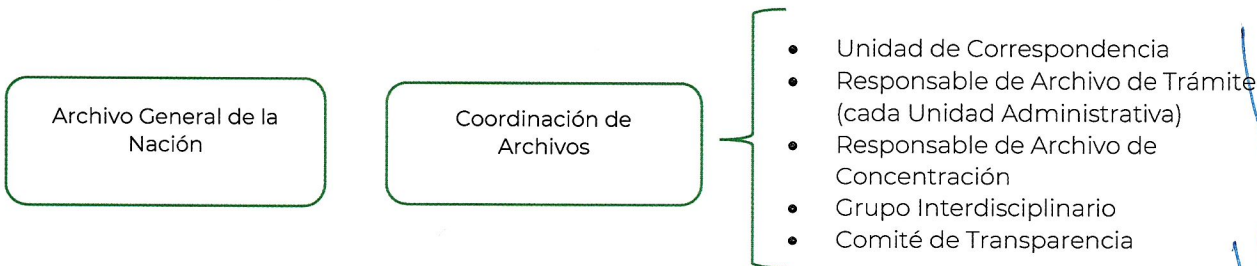 Archivo General de la
Nación
Coordinación de
Archivos
• Unidad de Correspondencia
• Responsable de Archivo de Trámite
(cada Unidad Administrativa)
• Responsable de Archivo de
Concentración
• Grupo Interdisciplinario
• Comité de Transparencia